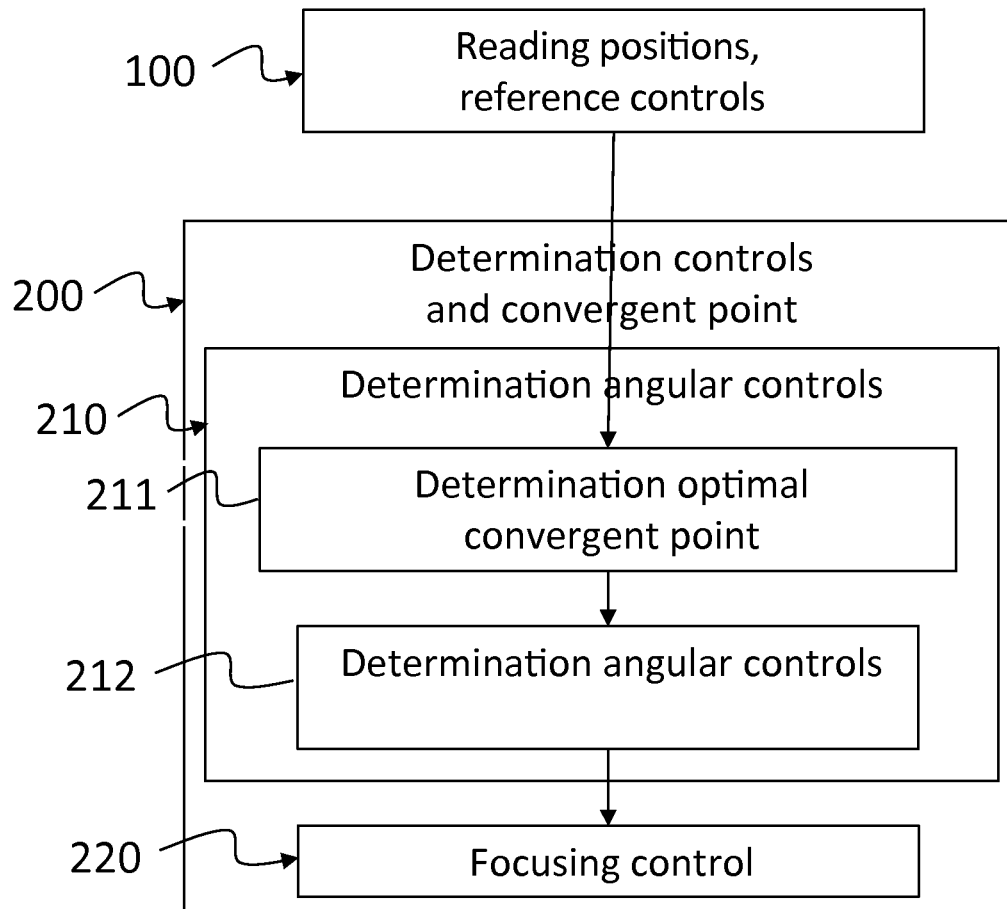 100
Reading positions,
reference controls
200
Determination controls
and convergent point
210
Determination angular controls
211
Determination optimal
convergent point
212
Determination angular controls
220
Focusing control